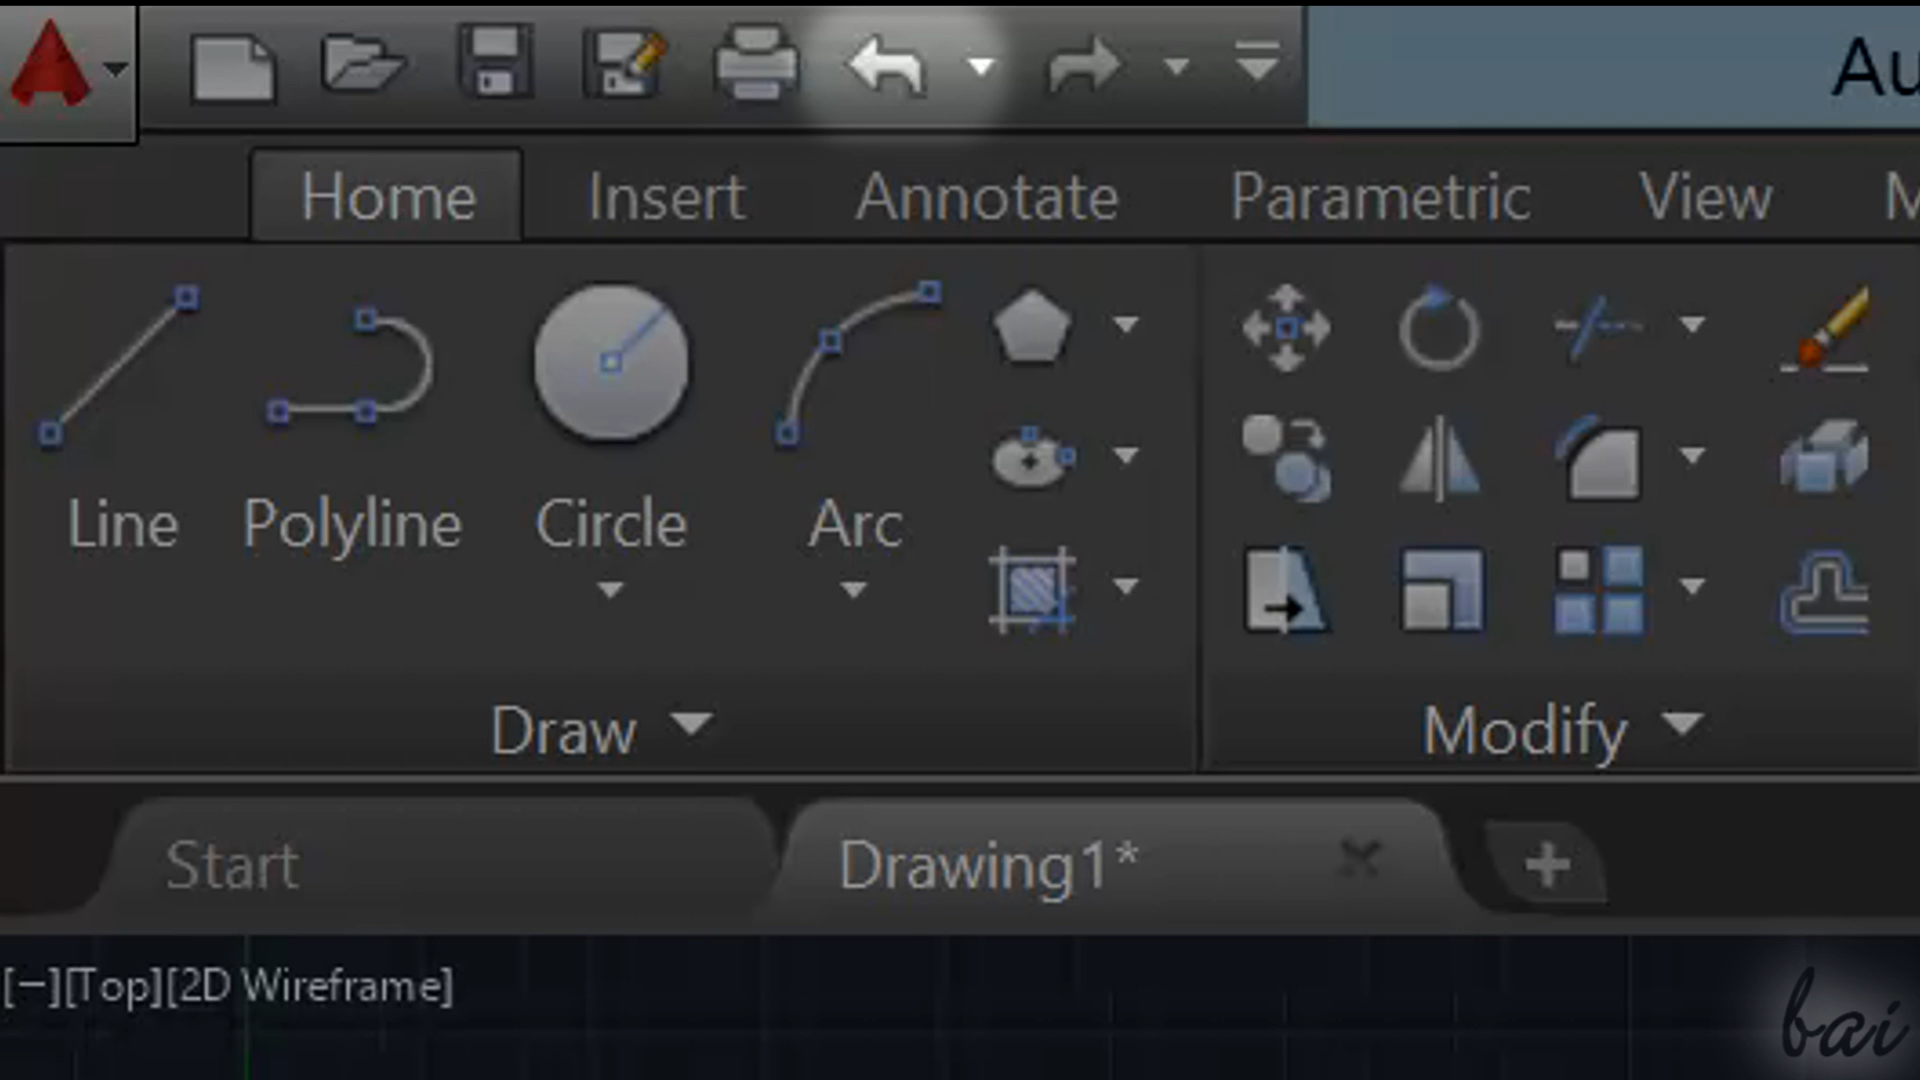 Au
Home Insert Annotate Parametric View M
Line Polyline Circle Arc
Draw Modify
Start Drawing1* +
[−][Top][2D Wireframe]
bai